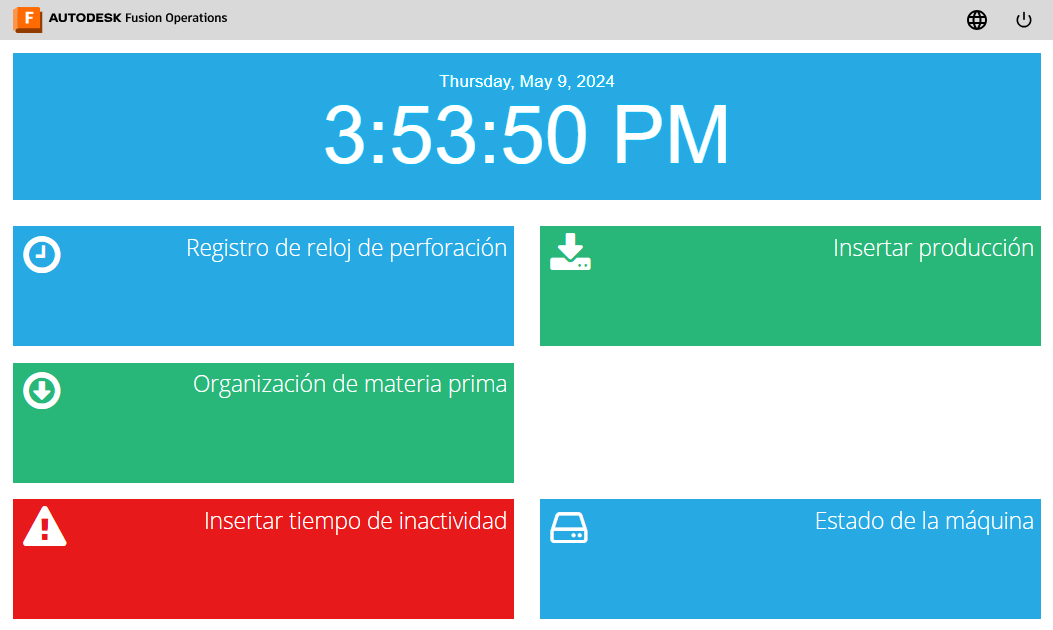 F AUTODESK Fusion Operations
Thursday, May 9, 2024
3:53:50 PM
Registro de reloj de perforación
Insertar producción
Organización de materia prima
Insertar tiempo de inactividad
Estado de la máquina